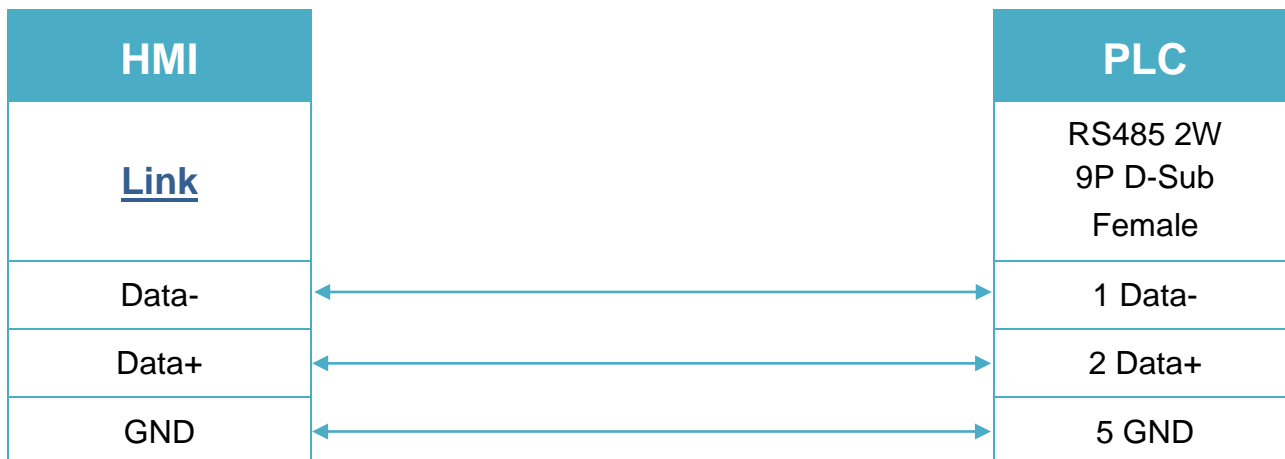 HMI
PLC
Link
RS485 2W
9P D-Sub
Female
Data-
1 Data-
Data+
2 Data+
GND
5 GND